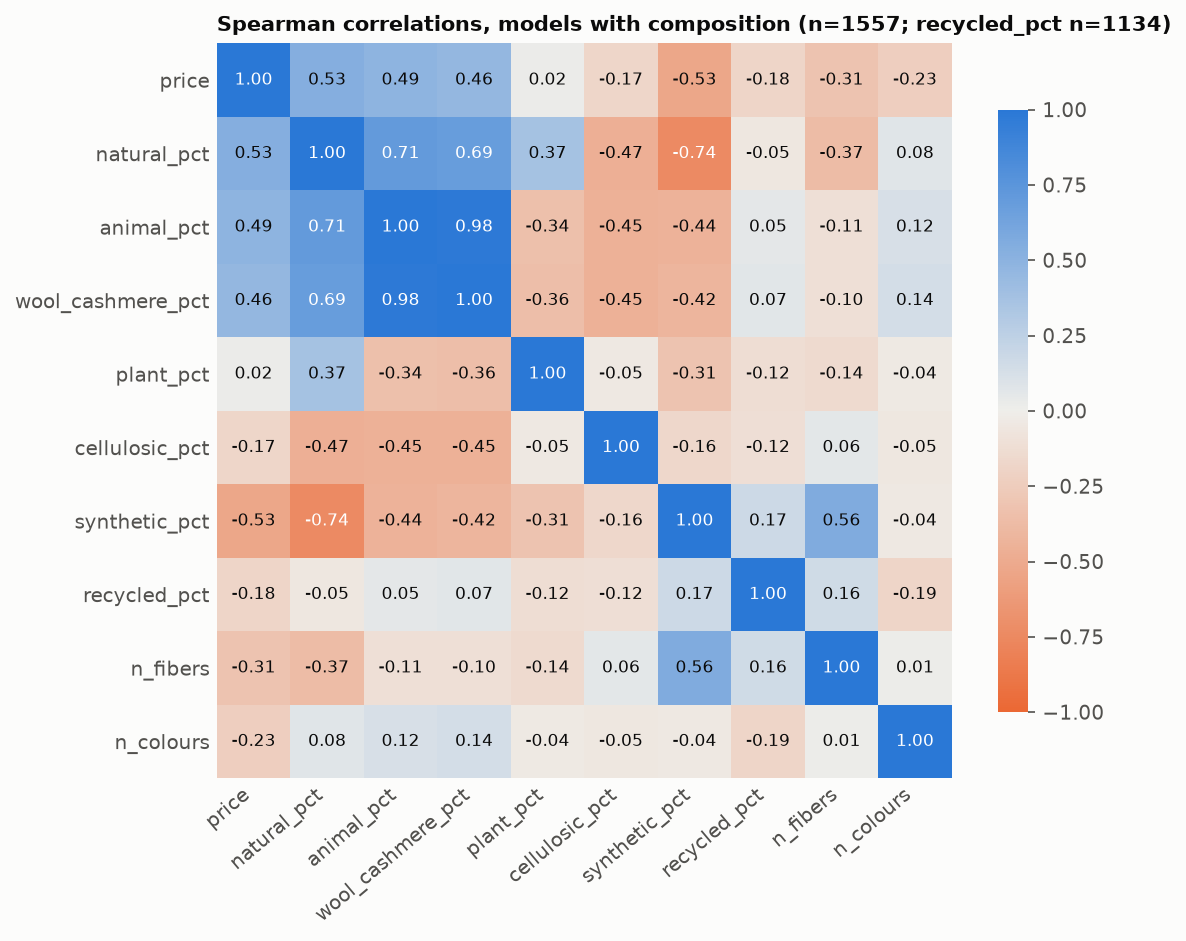 Spearman correlations, models with composition (n=1557; recycled_pct n=1134)
price 1.00 0.53 0.49 0.46 0.02 -0.17 -0.53 -0.18 -0.31 -0.23
natural_pct 0.53 1.00 0.71 0.69 0.37 -0.47 -0.74 -0.05 -0.37 0.08
animal_pct 0.49 0.71 1.00 0.98 -0.34 -0.45 -0.44 0.05 -0.11 0.12
wool_cashmere_pct 0.46 0.69 0.98 1.00 -0.36 -0.45 -0.42 0.07 -0.10 0.14
plant_pct 0.02 0.37 -0.34 -0.36 1.00 -0.05 -0.31 -0.12 -0.14 -0.04
cellulosic_pct -0.17 -0.47 -0.45 -0.45 -0.05 1.00 -0.16 -0.12 0.06 -0.05
synthetic_pct -0.53 -0.74 -0.44 -0.42 -0.31 -0.16 1.00 0.17 0.56 -0.04
recycled_pct -0.18 -0.05 0.05 0.07 -0.12 -0.12 0.17 1.00 0.16 -0.19
n_fibers -0.31 -0.37 -0.11 -0.10 -0.14 0.06 0.56 0.16 1.00 0.01
n_colours -0.23 0.08 0.12 0.14 -0.04 -0.05 -0.04 -0.19 0.01 1.00
price natural_pct animal_pct wool_cashmere_pct plant_pct cellulosic_pct synthetic_pct recycled_pct n_fibers n_colours
1.00
0.75
0.50
0.25
0.00
−0.25
−0.50
−0.75
−1.00